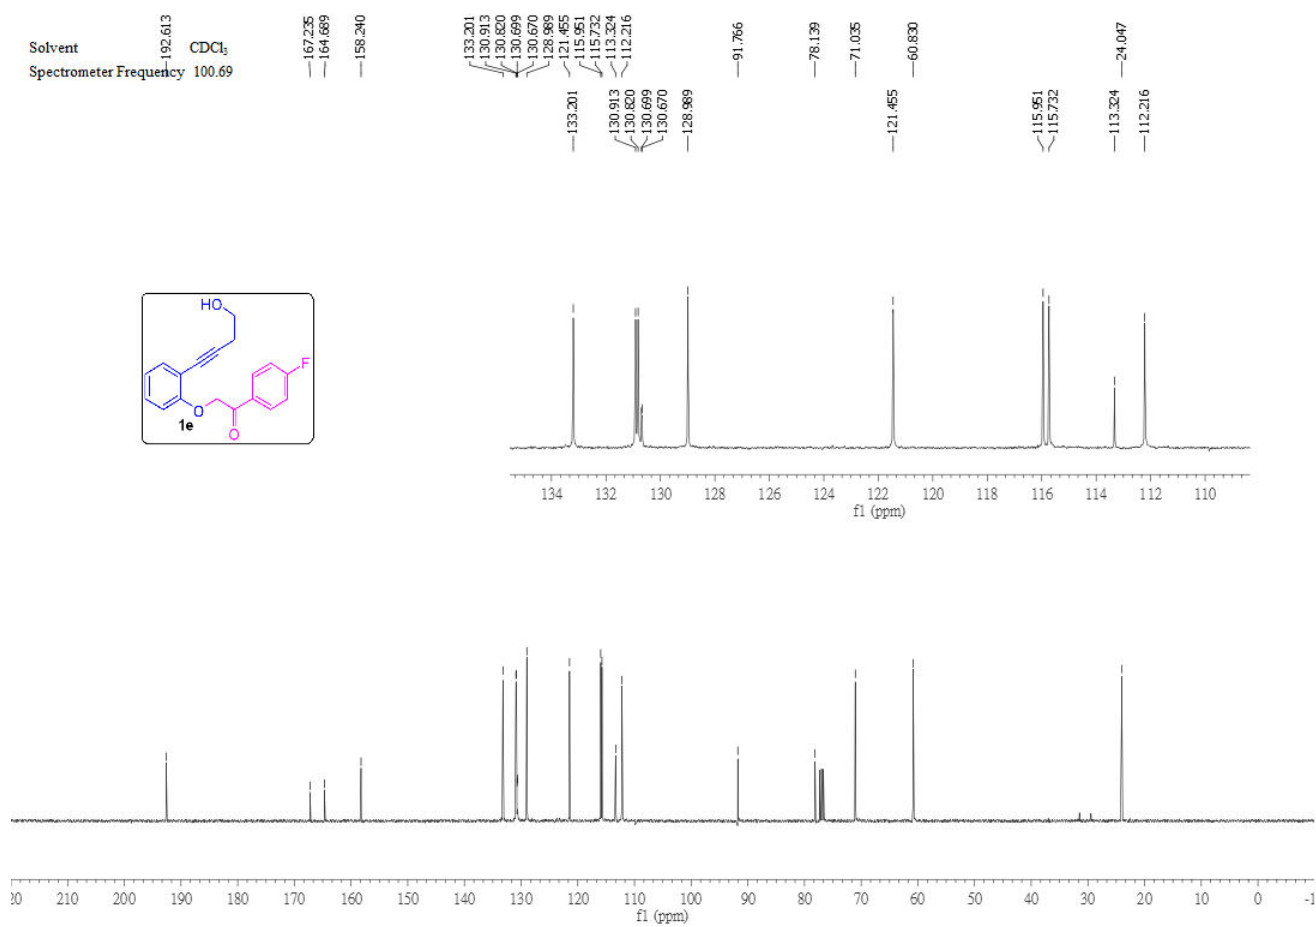 Solvent CDCl₃
Spectrometer Frequency 100.69
192.613
167.235
164.689
158.240
133.201
130.913
130.820
130.699
130.670
128.989
121.455
115.951
115.732
113.324
112.216
91.766
78.139
71.035
60.830
24.047
133.201
130.913
130.820
130.699
130.670
128.989
121.455
115.951
115.732
113.324
112.216
HO
F
O
1e
O
134 132 130 128 126 124 122 120 118 116 114 112 110
f1 (ppm)
20 210 200 190 180 170 160 150 140 130 120 110 100 90 80 70 60 50 40 30 20 10 0 -1
f1 (ppm)